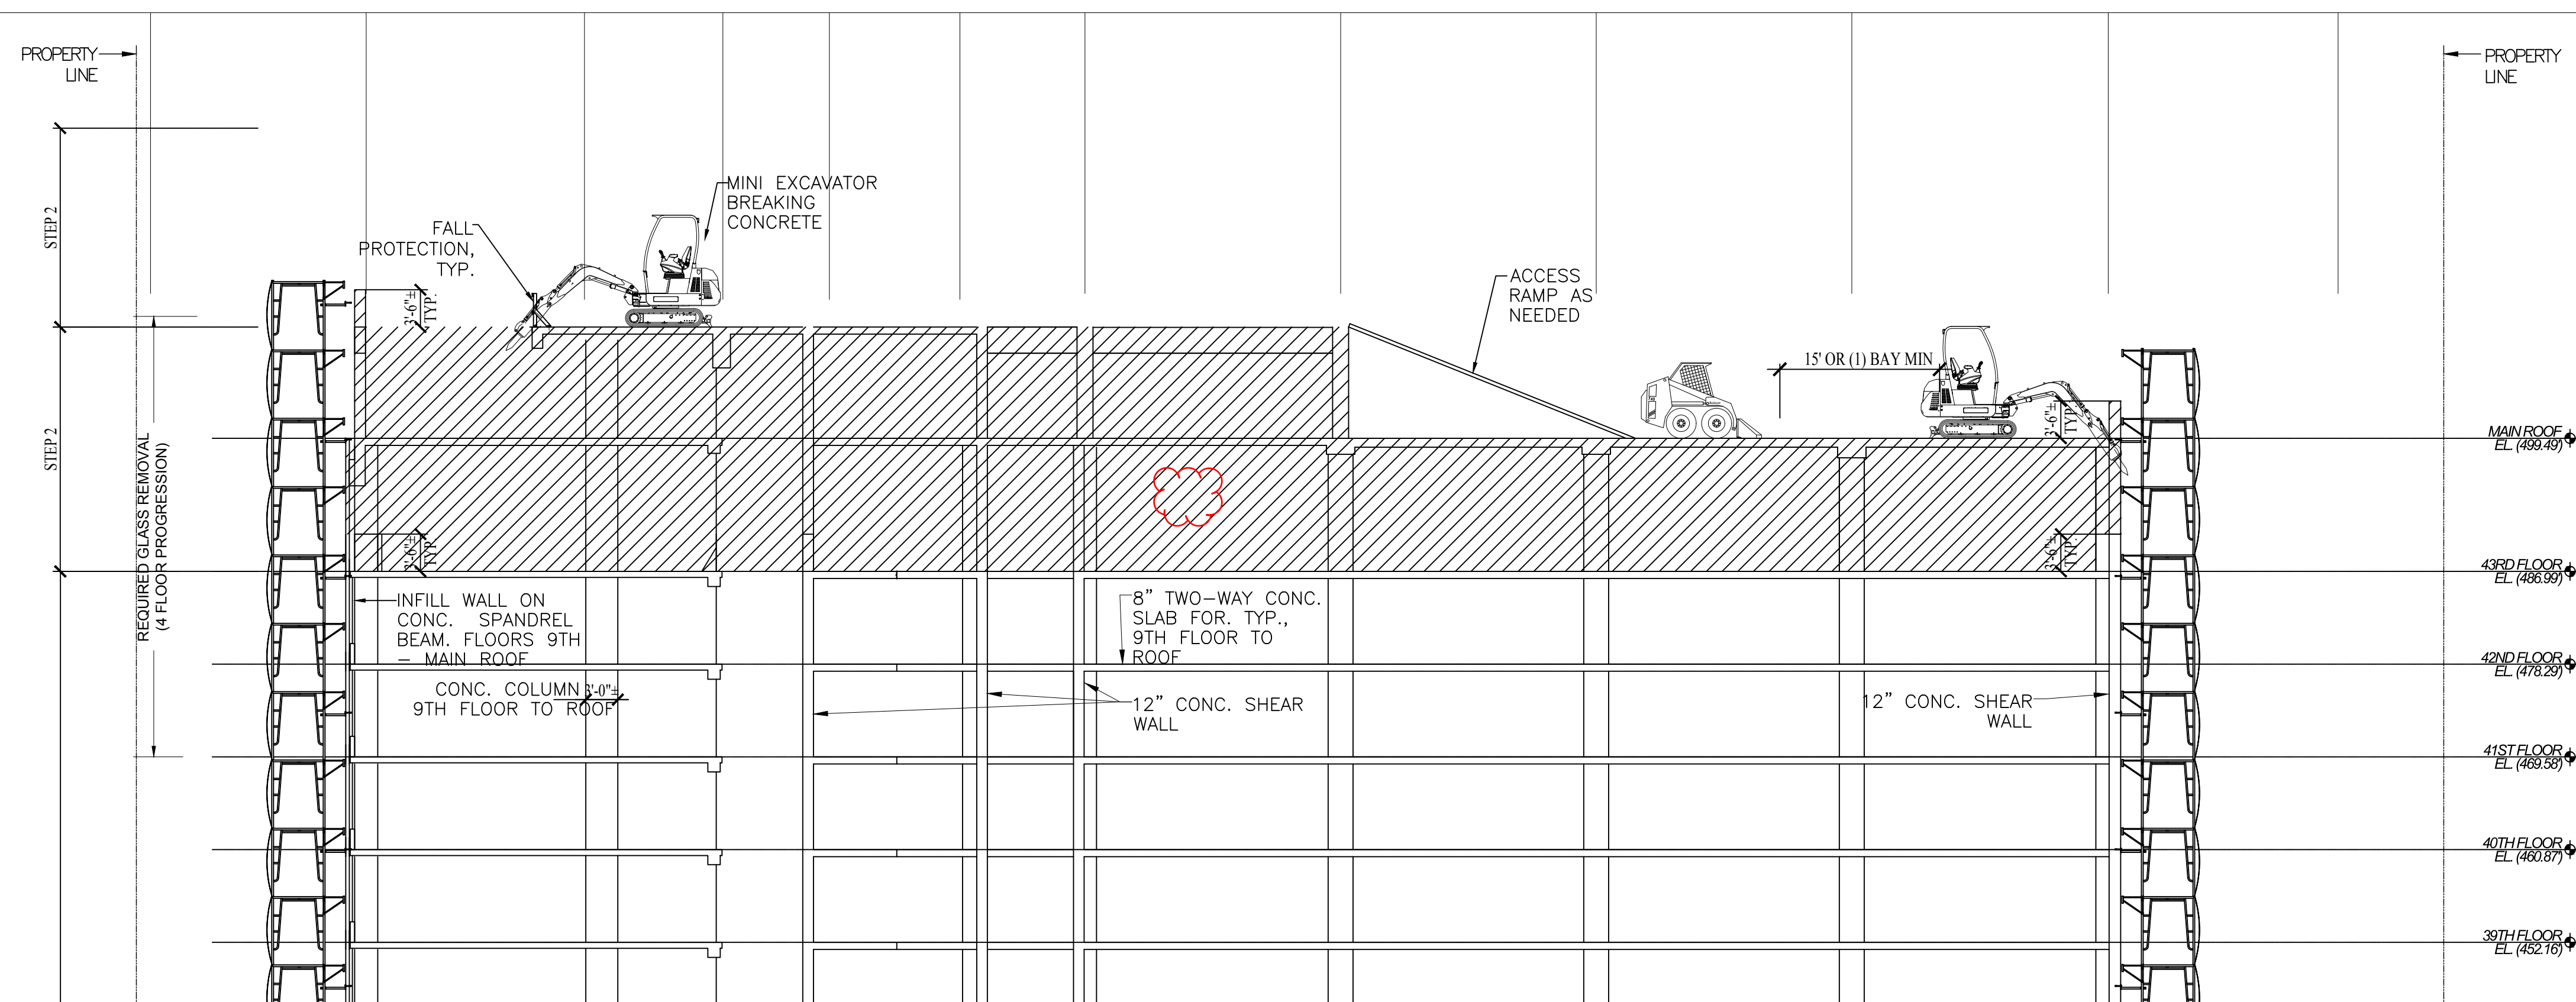 PROPERTY
LINE
PROPERTY
LINE
STEP 2
MINI EXCAVATOR
BREAKING
CONCRETE
FALL
PROTECTION,
TYP.
3'-6"±
TYP.
ACCESS
RAMP AS
NEEDED
15' OR (1) BAY MIN
3'-6"±
TYP.
STEP 2
REQUIRED GLASS REMOVAL
(4 FLOOR PROGRESSION)
MAIN ROOF
EL. (499.49')
3'-6"±
TYP.
3'-6"±
TYP.
43RD FLOOR
EL. (486.99')
INFILL WALL ON
CONC. SPANDREL
BEAM. FLOORS 9TH
– MAIN ROOF
8" TWO-WAY CONC.
SLAB FOR. TYP.,
9TH FLOOR TO
ROOF
42ND FLOOR
EL. (478.29')
CONC. COLUMN
9TH FLOOR TO ROOF
3'-0"±
12" CONC. SHEAR
WALL
12" CONC. SHEAR
WALL
41ST FLOOR
EL. (469.58')
40TH FLOOR
EL. (460.87')
39TH FLOOR
EL. (452.16')